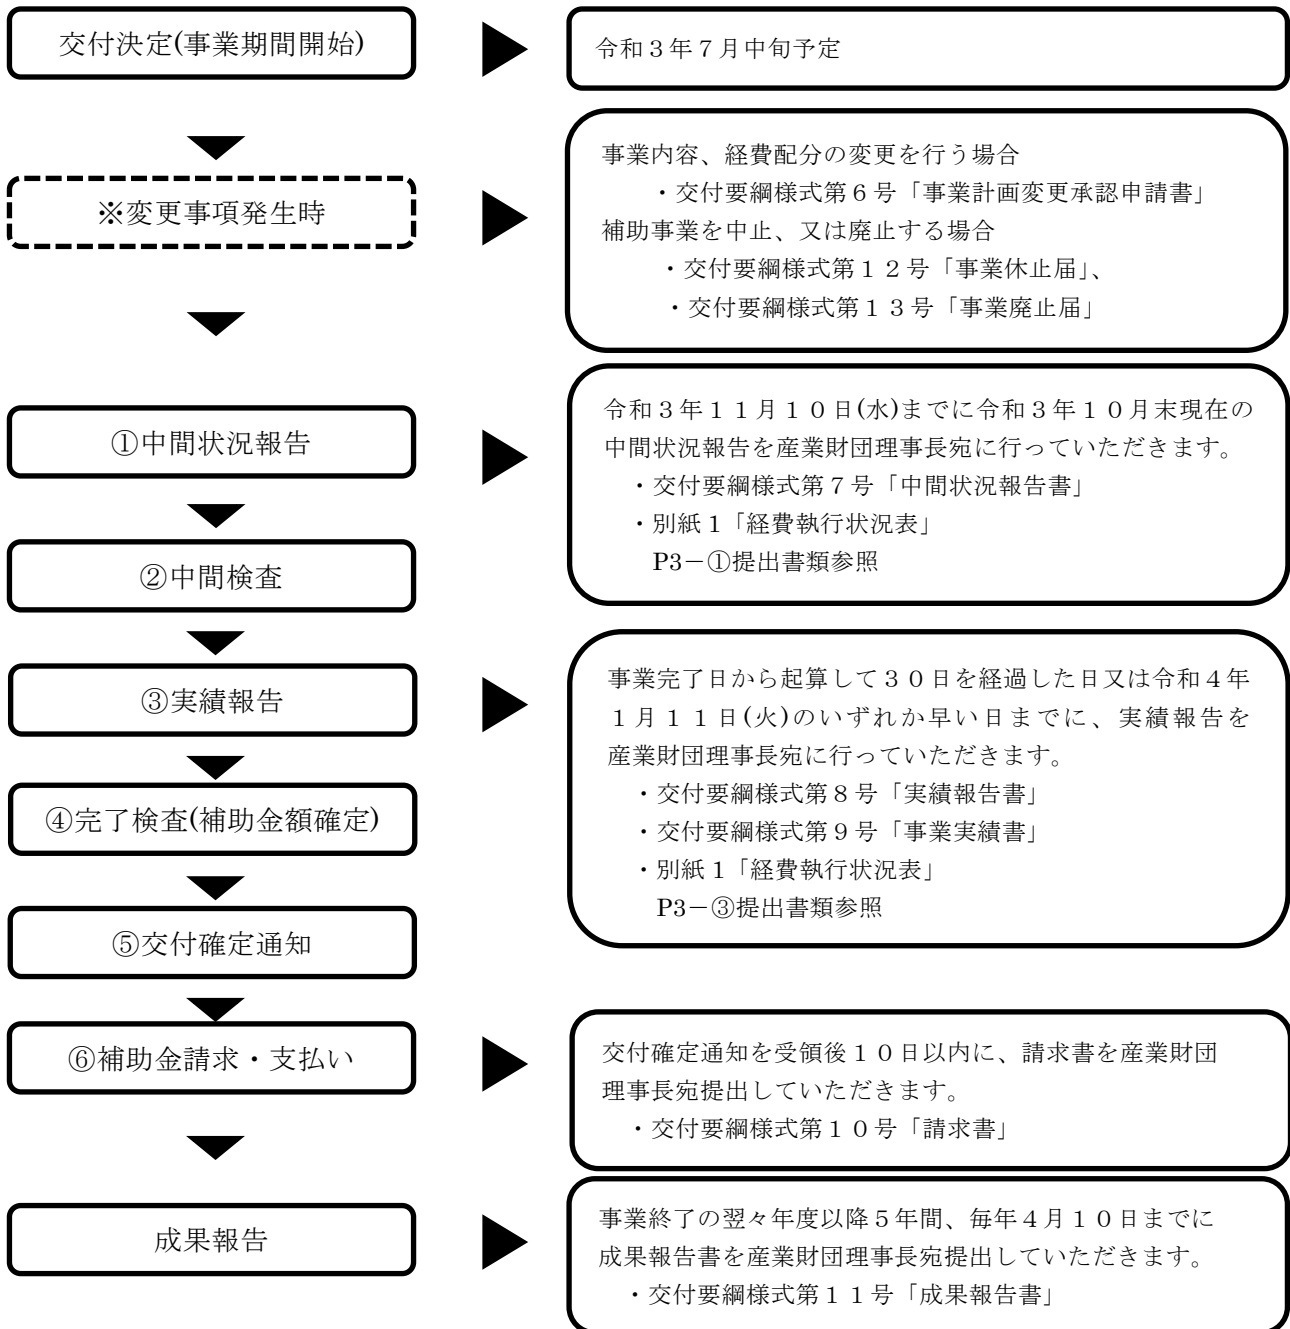 交付決定(事業期間開始)
令和３年７月中旬予定
※変更事項発生時
事業内容、経費配分の変更を行う場合
・交付要綱様式第６号「事業計画変更承認申請書」
補助事業を中止、又は廃止する場合
・交付要綱様式第１２号「事業休止届」、
・交付要綱様式第１３号「事業廃止届」
①中間状況報告
令和３年１１月１０日(水)までに令和３年１０月末現在の
中間状況報告を産業財団理事長宛に行っていただきます。
・交付要綱様式第７号「中間状況報告書」
・別紙１「経費執行状況表」
P3－①提出書類参照
②中間検査
③実績報告
事業完了日から起算して３０日を経過した日又は令和４年
１月１１日(火)のいずれか早い日までに、実績報告を
産業財団理事長宛に行っていただきます。
・交付要綱様式第８号「実績報告書」
・交付要綱様式第９号「事業実績書」
・別紙１「経費執行状況表」
P3－③提出書類参照
④完了検査(補助金額確定)
⑤交付確定通知
⑥補助金請求・支払い
交付確定通知を受領後１０日以内に、請求書を産業財団
理事長宛提出していただきます。
・交付要綱様式第１０号「請求書」
成果報告
事業終了の翌々年度以降５年間、毎年４月１０日までに
成果報告書を産業財団理事長宛提出していただきます。
・交付要綱様式第１１号「成果報告書」